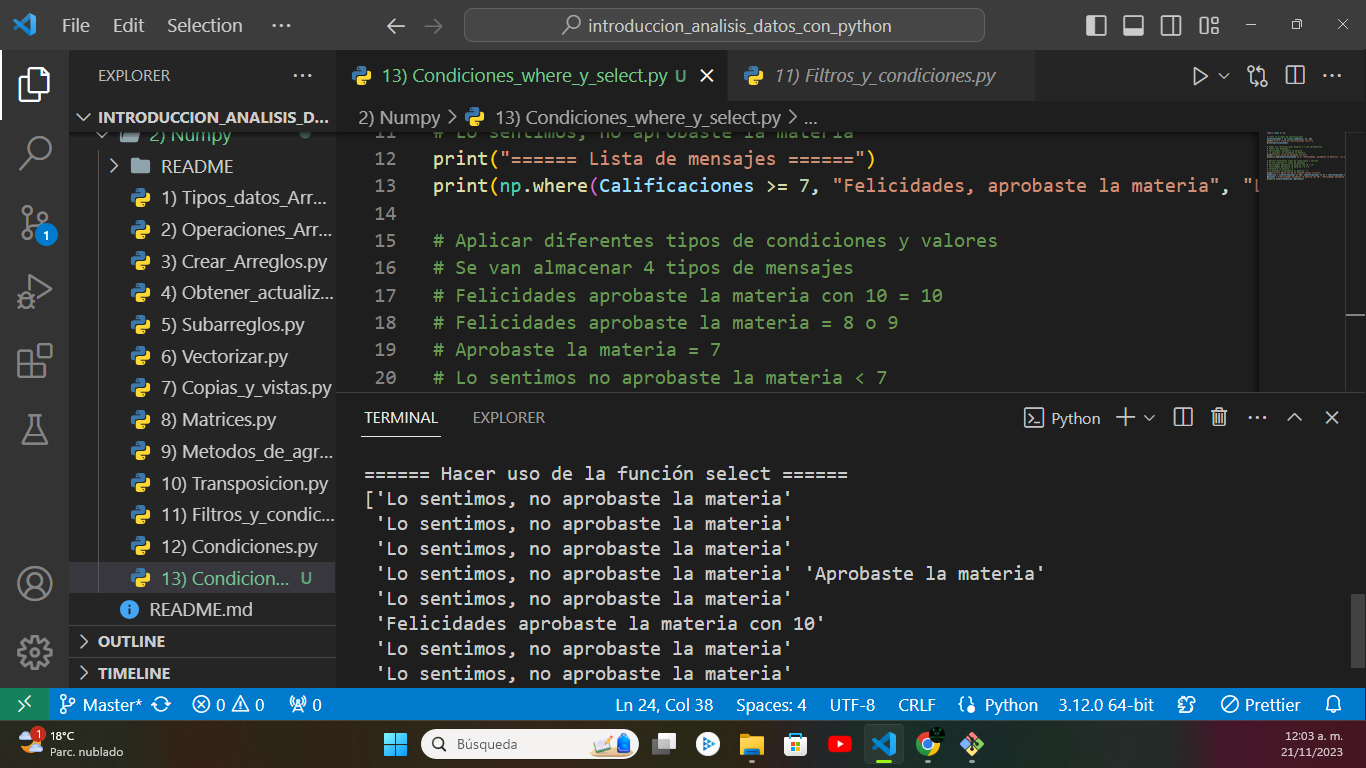 File Edit Selection ···
introduccion_analisis_datos_con_python
EXPLORER ···
INTRODUCCION_ANALISIS_D...
2) Numpy
README
1) Tipos_datos_Arr...
2) Operaciones_Arr...
3) Crear_Arreglos.py
4) Obtener_actualiz...
5) Subarreglos.py
6) Vectorizar.py
7) Copias_y_vistas.py
8) Matrices.py
9) Metodos_de_agr...
10) Transposicion.py
11) Filtros_y_condic...
12) Condiciones.py
13) Condicion... U
README.md
OUTLINE
TIMELINE
1
13) Condiciones_where_y_select.py U
11) Filtros_y_condiciones.py
2) Numpy > 13) Condiciones_where_y_select.py > ...
11 # Lo sentimos, no aprobaste la materia
12 print("====== Lista de mensajes ======")
13 print(np.where(Calificaciones >= 7, "Felicidades, aprobaste la materia", "L
14
15 # Aplicar diferentes tipos de condiciones y valores
16 # Se van almacenar 4 tipos de mensajes
17 # Felicidades aprobaste la materia con 10 = 10
18 # Felicidades aprobaste la materia = 8 o 9
19 # Aprobaste la materia = 7
20 # Lo sentimos no aprobaste la materia < 7
TERMINAL EXPLORER Python
====== Hacer uso de la función select ======
['Lo sentimos, no aprobaste la materia'
'Lo sentimos, no aprobaste la materia'
'Lo sentimos, no aprobaste la materia'
'Lo sentimos, no aprobaste la materia' 'Aprobaste la materia'
'Lo sentimos, no aprobaste la materia'
'Felicidades aprobaste la materia con 10'
'Lo sentimos, no aprobaste la materia'
'Lo sentimos, no aprobaste la materia'
Master* 0 0 0 Ln 24, Col 38 Spaces: 4 UTF-8 CRLF Python 3.12.0 64-bit Prettier
1
18°C
Parc. nublado
Búsqueda
12:03 a. m.
21/11/2023